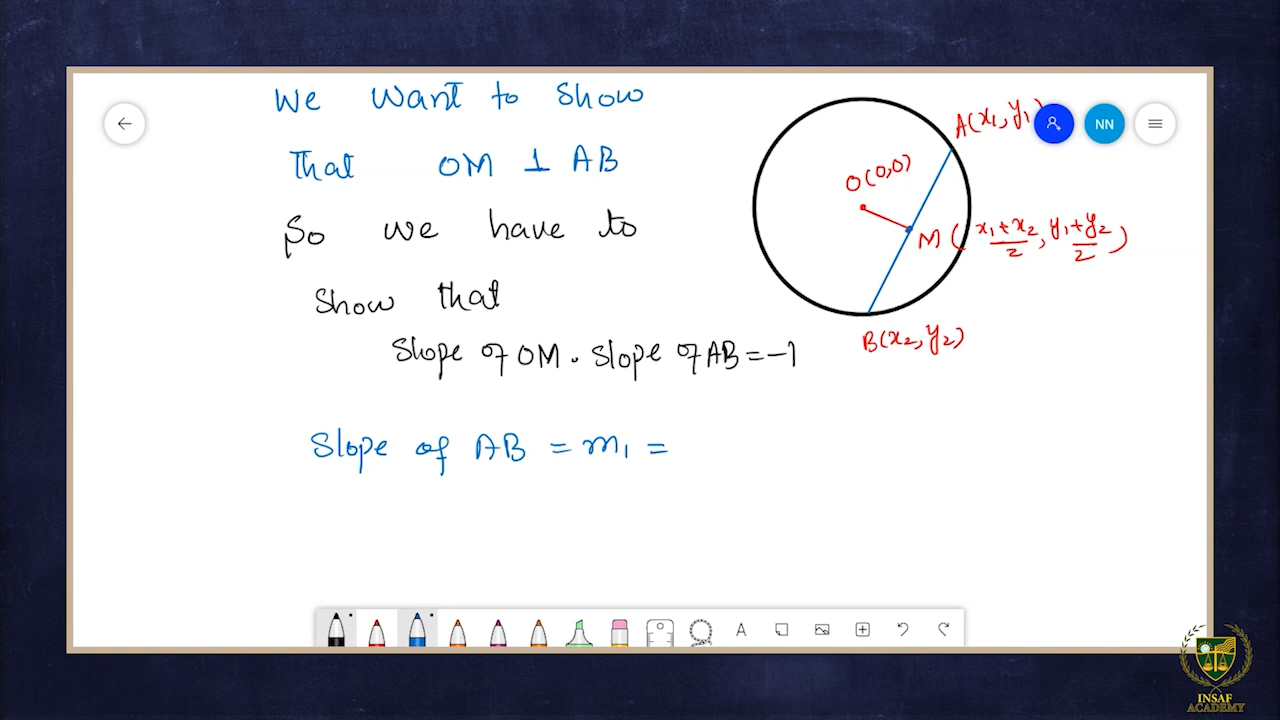 We want to show
That OM ⊥ AB
So we have to
Show that
Slope of OM . Slope of AB = -1
Slope of AB = m₁ =
A(x₁, y₁)
NN
O(0,0)
M (x₁+x₂/2, y₁+y₂/2)
B(x₂, y₂)
A
INSAF
ACADEMY